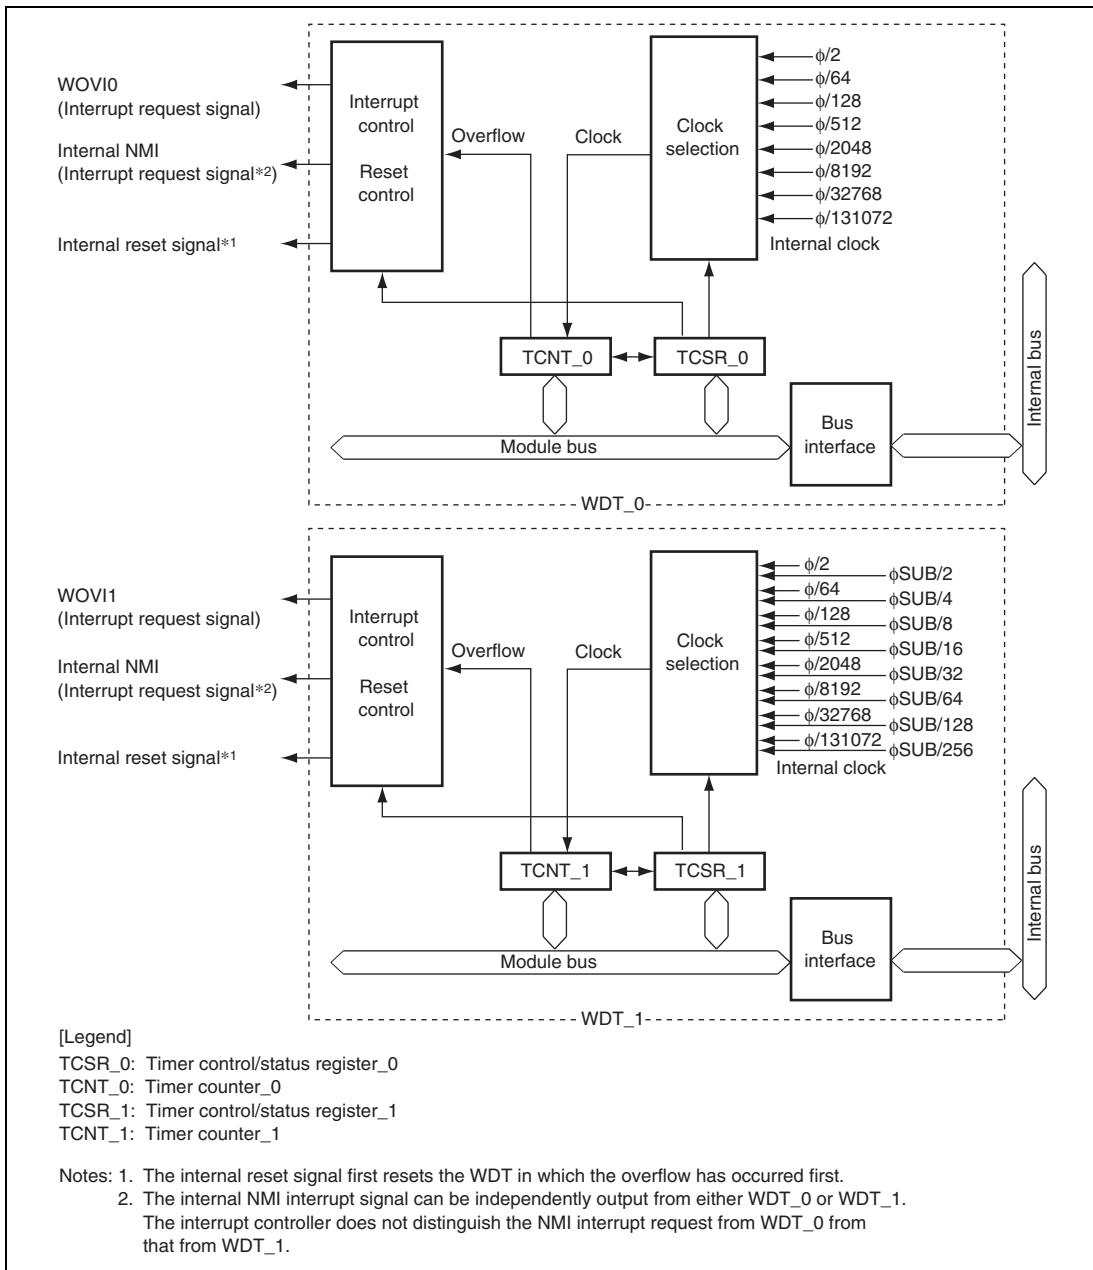 WOVI0
(Interrupt request signal)
Internal NMI
(Interrupt request signal*2)
Internal reset signal*1
Interrupt
control
Reset
control
Overflow
Clock
Clock
selection
ϕ/2
ϕ/64
ϕ/128
ϕ/512
ϕ/2048
ϕ/8192
ϕ/32768
ϕ/131072
Internal clock
TCNT_0
TCSR_0
Module bus
Bus
interface
Internal bus
WDT_0
WOVI1
(Interrupt request signal)
Internal NMI
(Interrupt request signal*2)
Internal reset signal*1
Interrupt
control
Reset
control
Overflow
Clock
Clock
selection
ϕ/2
ϕSUB/2
ϕ/64
ϕSUB/4
ϕ/128
ϕSUB/8
ϕ/512
ϕSUB/16
ϕ/2048
ϕSUB/32
ϕ/8192
ϕSUB/64
ϕ/32768
ϕSUB/128
ϕ/131072
ϕSUB/256
Internal clock
TCNT_1
TCSR_1
Module bus
Bus
interface
Internal bus
WDT_1
[Legend]
TCSR_0: Timer control/status register_0
TCNT_0: Timer counter_0
TCSR_1: Timer control/status register_1
TCNT_1: Timer counter_1
Notes: 1. The internal reset signal first resets the WDT in which the overflow has occurred first.
2. The internal NMI interrupt signal can be independently output from either WDT_0 or WDT_1.
The interrupt controller does not distinguish the NMI interrupt request from WDT_0 from
that from WDT_1.